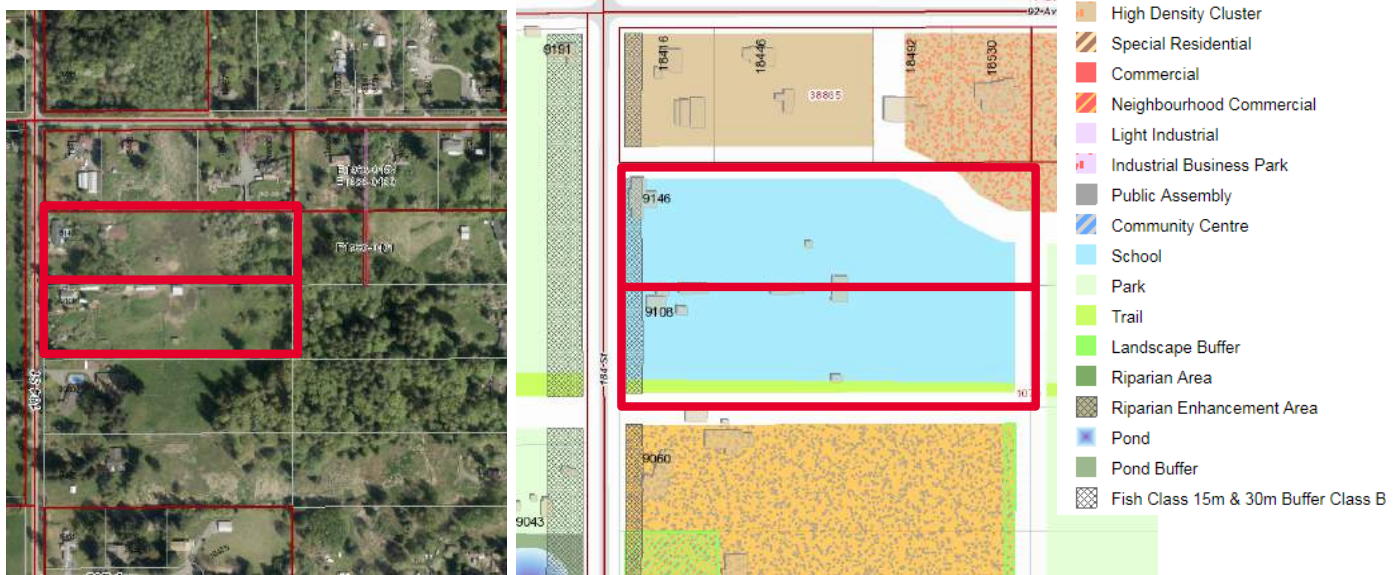 92-Av
9191
18416
18446
18492
18530
38865
9146
9108
184-St
107
9060
9043
High Density Cluster
Special Residential
Commercial
Neighbourhood Commercial
Light Industrial
Industrial Business Park
Public Assembly
Community Centre
School
Park
Trail
Landscape Buffer
Riparian Area
Riparian Enhancement Area
Pond
Pond Buffer
Fish Class 15m & 30m Buffer Class B